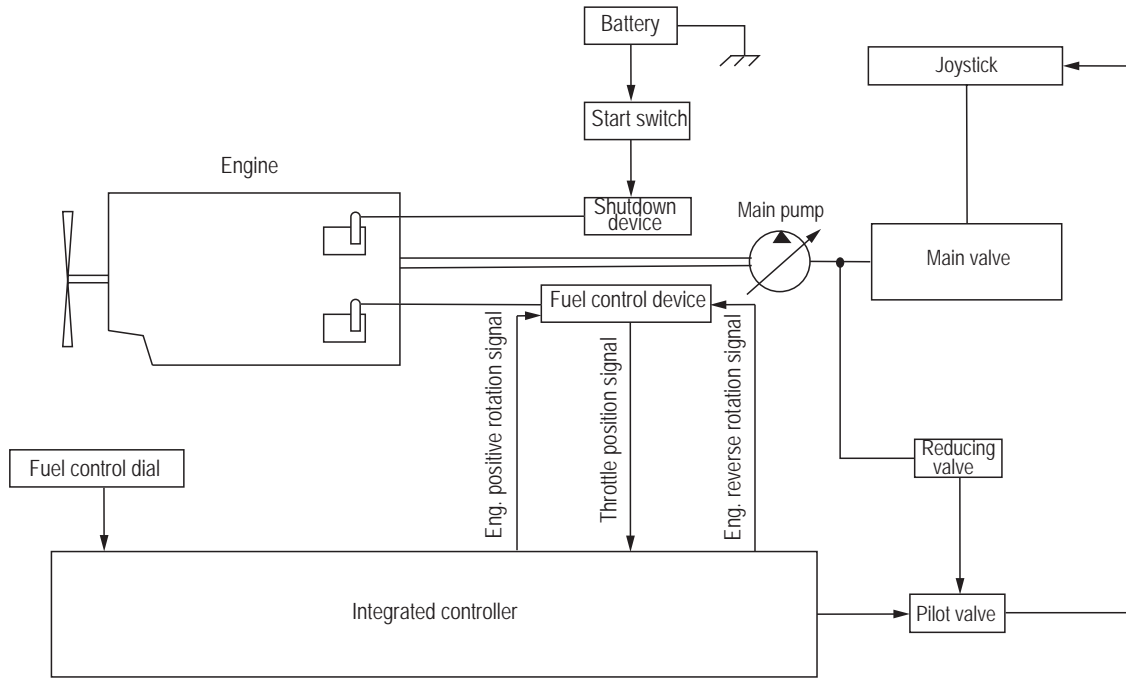 Battery
Joystick
Start switch
Engine
Shutdown
device
Main pump
Main valve
Fuel control device
Eng. positive rotation signal
Throttle position signal
Eng. reverse rotation signal
Fuel control dial
Reducing
valve
Integrated controller
Pilot valve